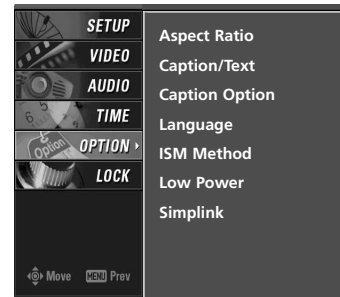 SETUP
VIDEO
AUDIO
TIME
OPTION
LOCK
Move MENU Prev
Aspect Ratio
Caption/Text
Caption Option
Language
ISM Method
Low Power
Simplink
Option